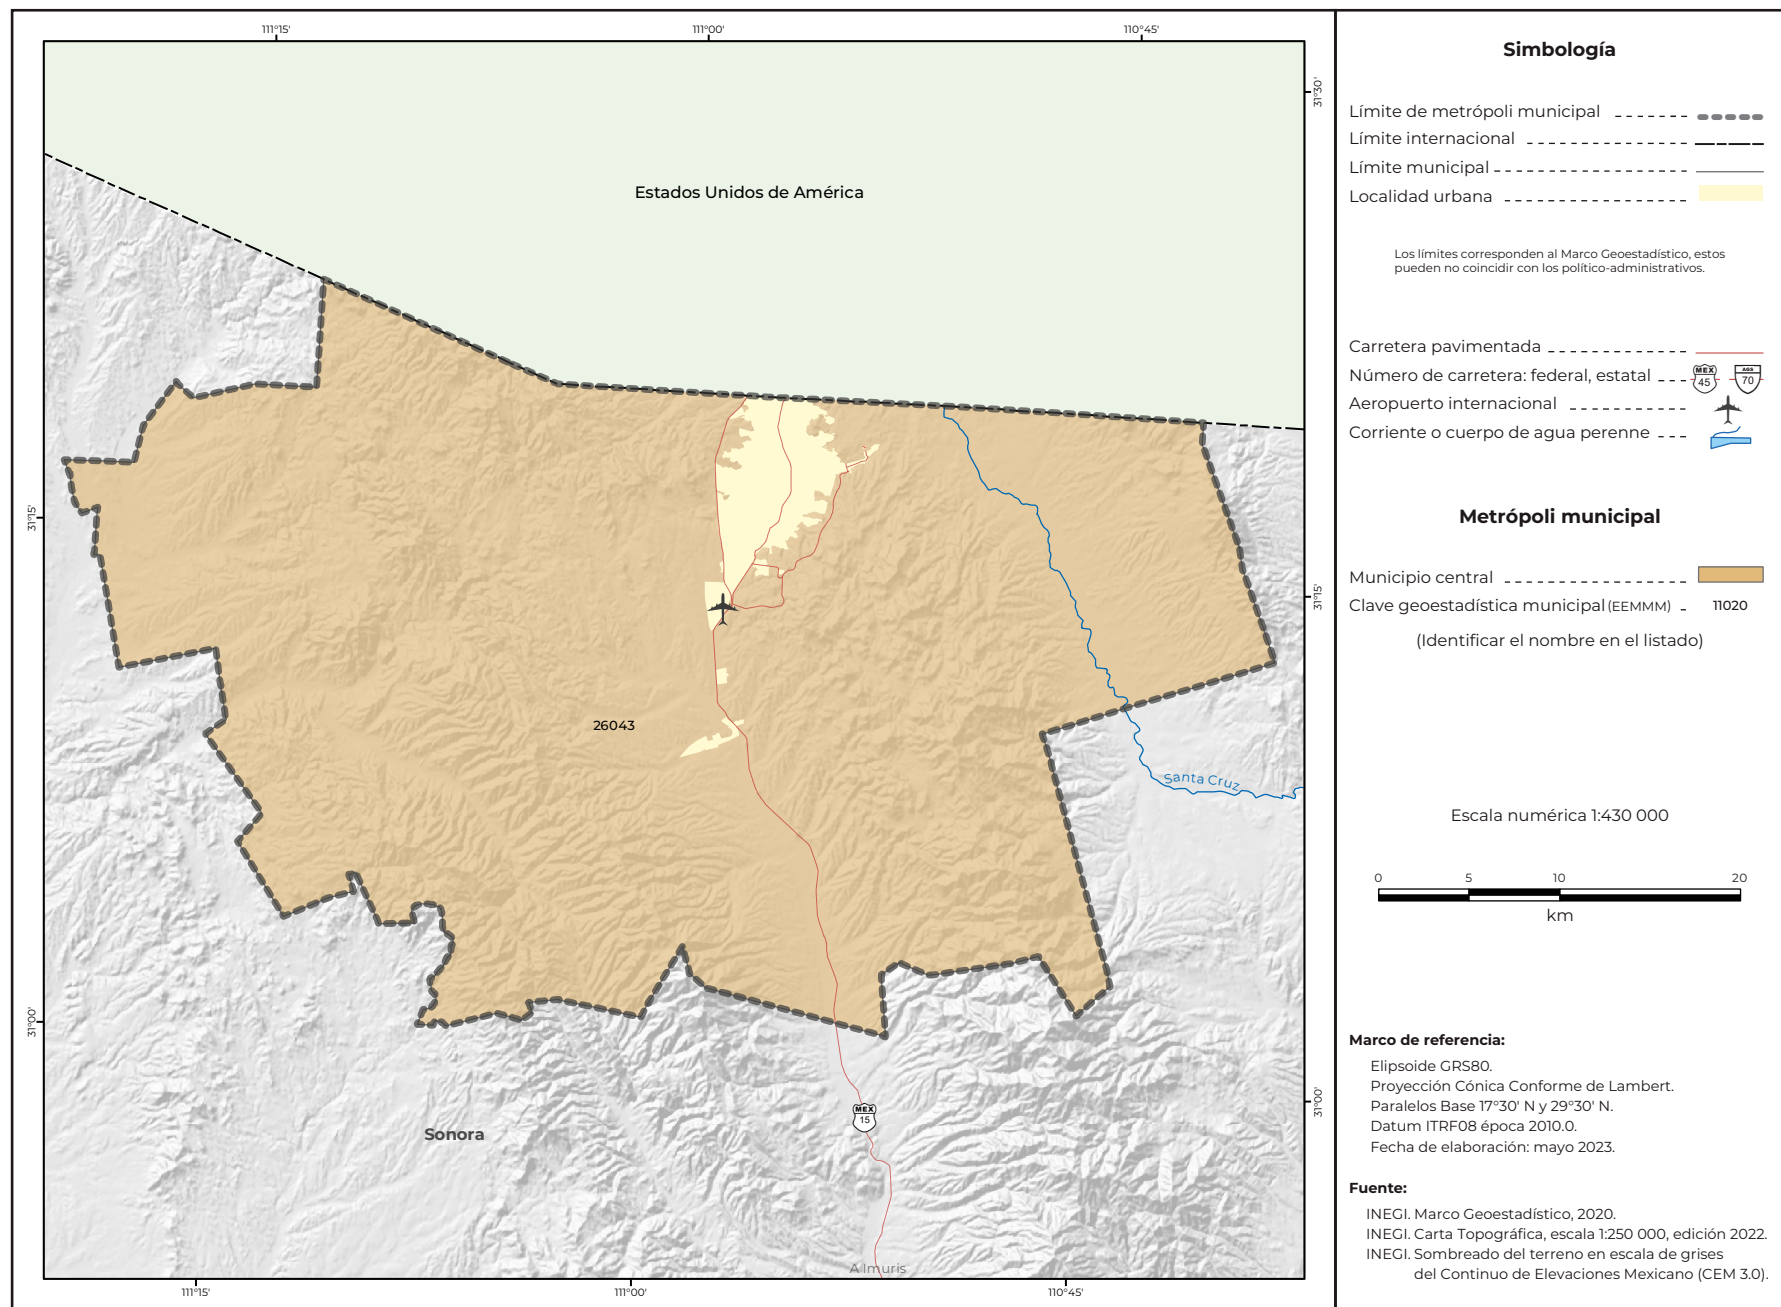 111°15'
111°00'
110°45'
31°30'
31°15'
31°15'
31°00'
31°00'
111°15'
111°00'
110°45'
Estados Unidos de América
26043
Santa Cruz
Sonora
MEX
15
A Imuris
Simbología
Límite de metrópoli municipal
Límite internacional
Límite municipal
Localidad urbana
Los límites corresponden al Marco Geoestadístico, estos
pueden no coincidir con los político-administrativos.
Carretera pavimentada
Número de carretera: federal, estatal
MEX
45
AGS
70
Aeropuerto internacional
Corriente o cuerpo de agua perenne
Metrópoli municipal
Municipio central
Clave geoestadística municipal (EEMMM) 11020
(Identificar el nombre en el listado)
Escala numérica 1:430 000
0 5 10 20
km
Marco de referencia:
Elipsoide GRS80.
Proyección Cónica Conforme de Lambert.
Paralelos Base 17°30' N y 29°30' N.
Datum ITRF08 época 2010.0.
Fecha de elaboración: mayo 2023.
Fuente:
INEGI. Marco Geoestadístico, 2020.
INEGI. Carta Topográfica, escala 1:250 000, edición 2022.
INEGI. Sombreado del terreno en escala de grises
del Continuo de Elevaciones Mexicano (CEM 3.0).